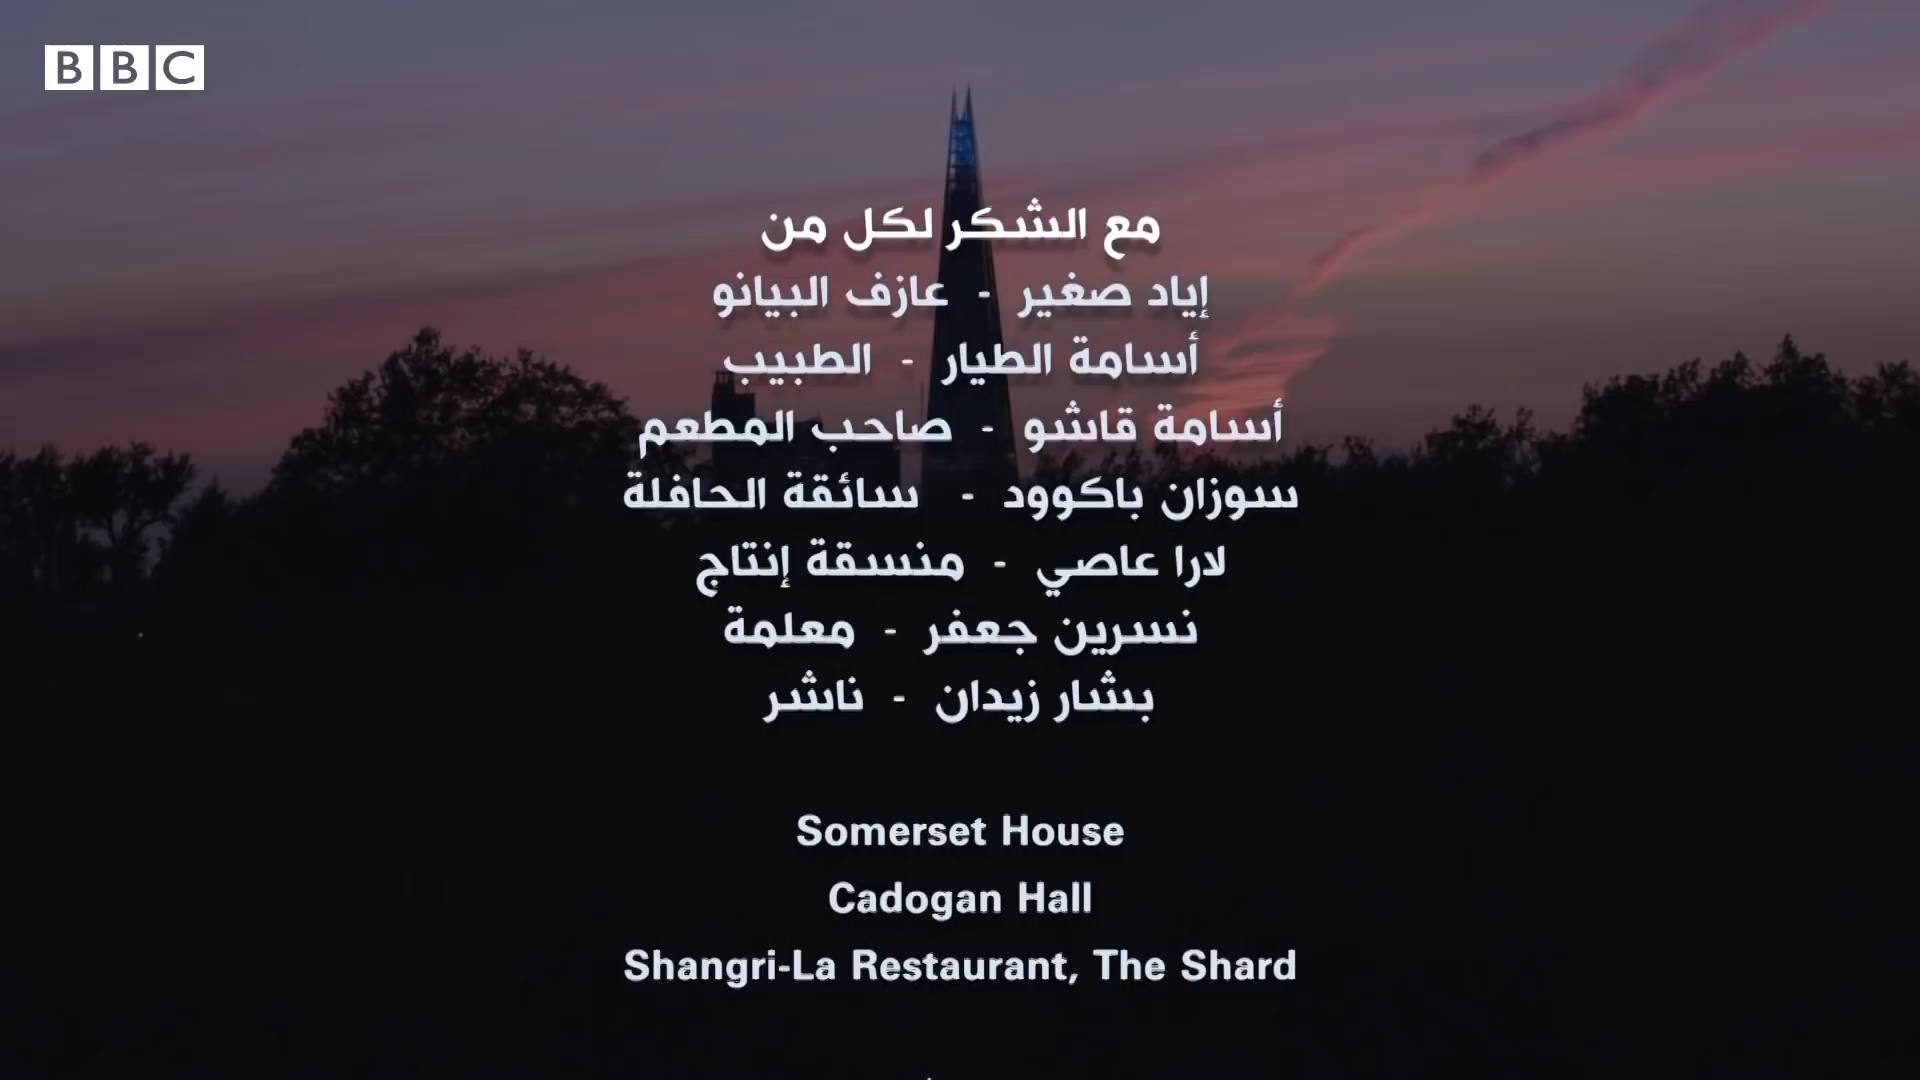 BBC
مع الشكر لكل من
إياد صغير - عازف البيانو
أسامة الطيار - الطبيب
أسامة قاشو - صاحب المطعم
سوزان باكوود - سائقة الحافلة
لارا عاصي - منسقة إنتاج
نسرين جعفر - معلمة
بشار زيدان - ناشر
Somerset House
Cadogan Hall
Shangri-La Restaurant, The Shard